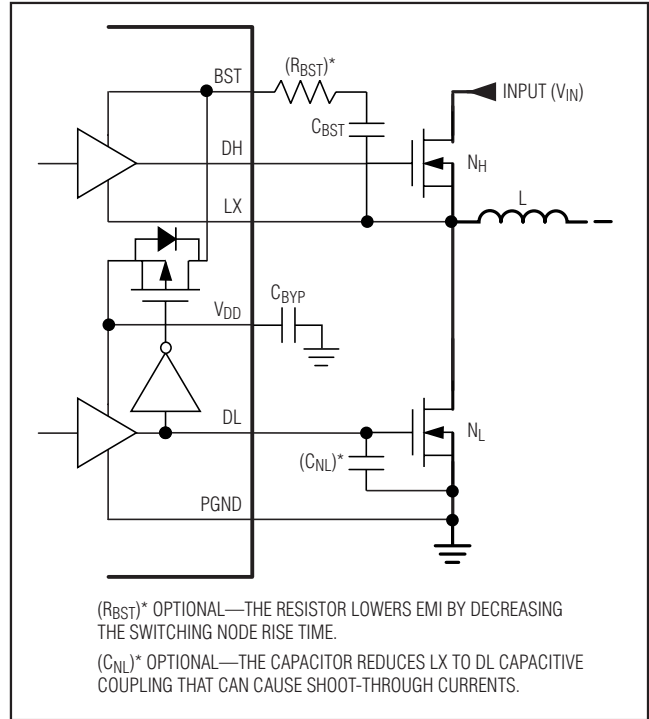 BST
(RBST)*
INPUT (VIN)
CBST
DH
NH
LX
L
VDD
CBYP
DL
NL
(CNL)*
PGND
(RBST)* OPTIONAL—THE RESISTOR LOWERS EMI BY DECREASING
THE SWITCHING NODE RISE TIME.
(CNL)* OPTIONAL—THE CAPACITOR REDUCES LX TO DL CAPACITIVE
COUPLING THAT CAN CAUSE SHOOT-THROUGH CURRENTS.